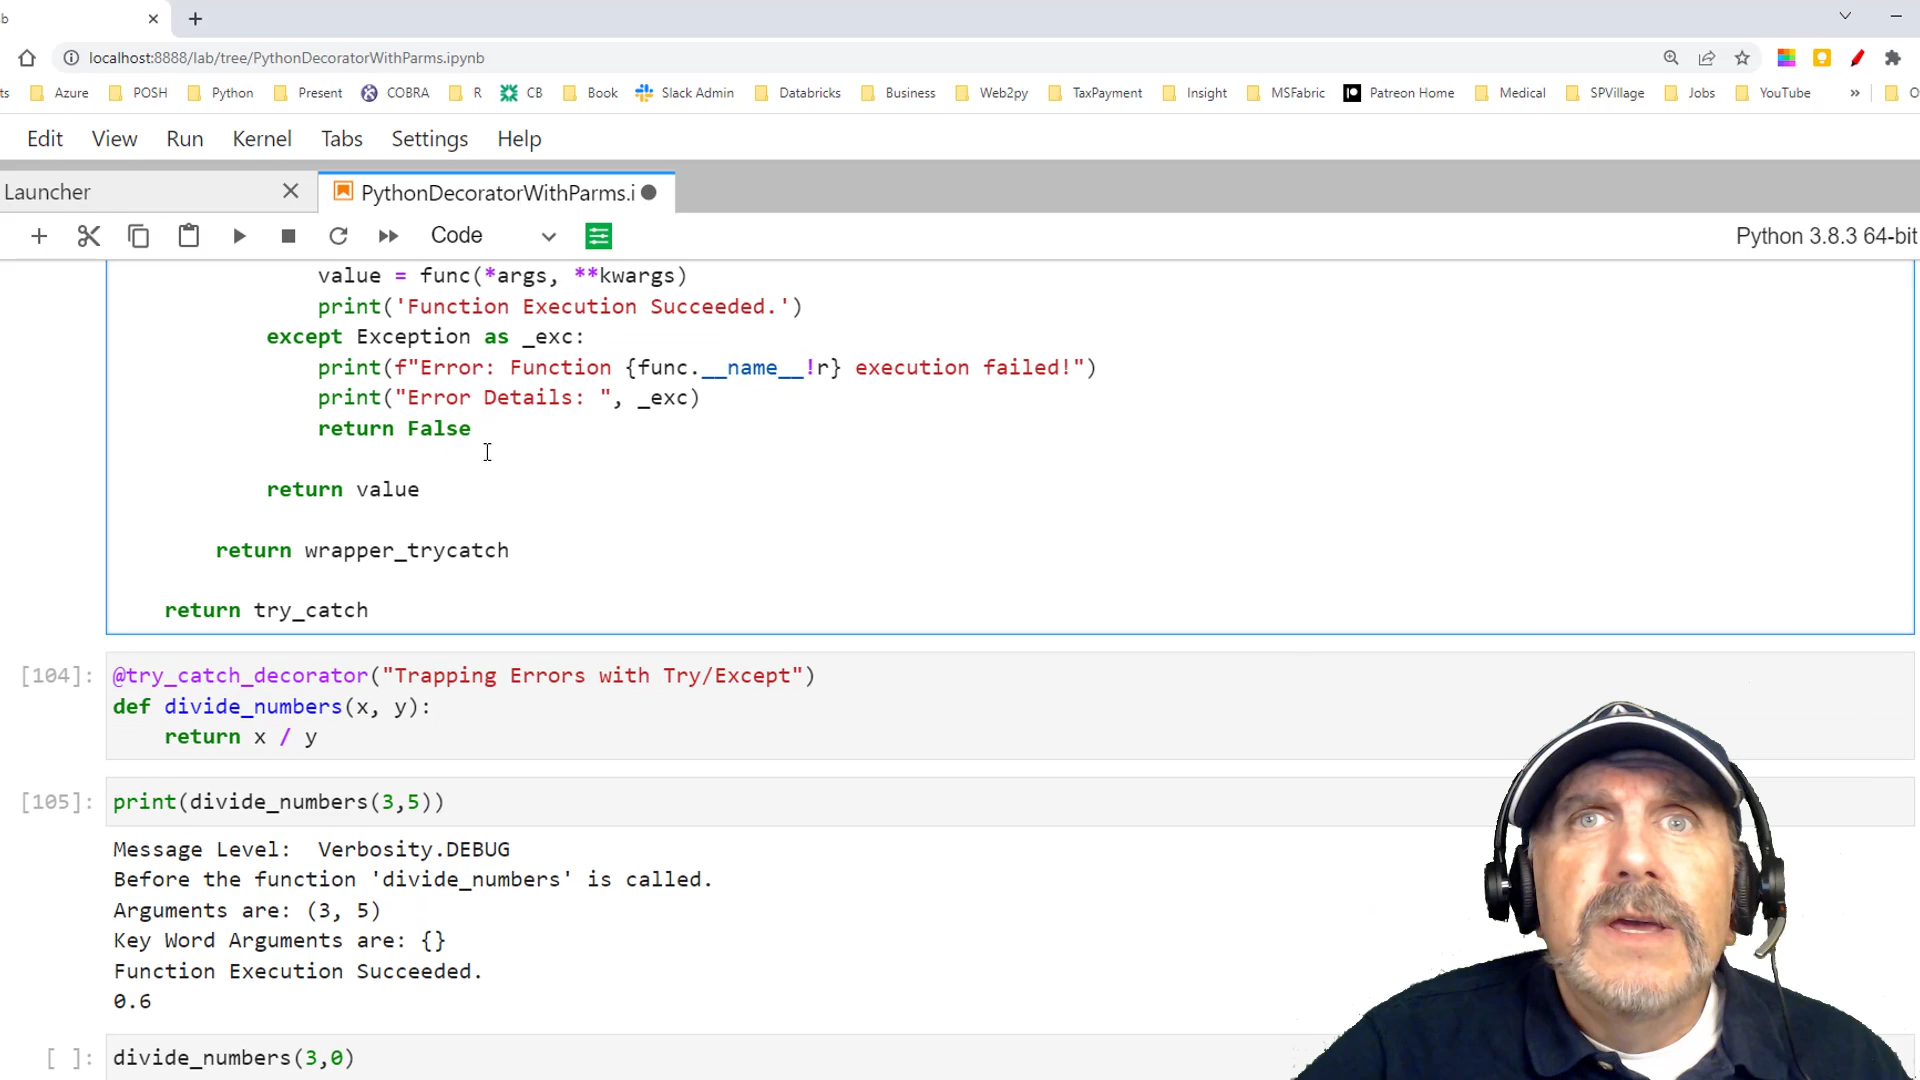 b
localhost:8888/lab/tree/PythonDecoratorWithParms.ipynb
ts Azure POSH Python Present COBRA R CB Book Slack Admin Databricks Business Web2py TaxPayment Insight MSFabric Patreon Home Medical SPVillage Jobs YouTube » O
Edit View Run Kernel Tabs Settings Help
Launcher PythonDecoratorWithParms.i
Code Python 3.8.3 64-bit
value = func(*args, **kwargs)
print('Function Execution Succeeded.')
except Exception as _exc:
print(f"Error: Function {func.__name__!r} execution failed!")
print("Error Details: ", _exc)
return False
return value
return wrapper_trycatch
return try_catch
[104]: @try_catch_decorator("Trapping Errors with Try/Except")
def divide_numbers(x, y):
return x / y
[105]: print(divide_numbers(3,5))
Message Level:  Verbosity.DEBUG
Before the function 'divide_numbers' is called.
Arguments are: (3, 5)
Key Word Arguments are: {}
Function Execution Succeeded.
0.6
[ ]: divide_numbers(3,0)